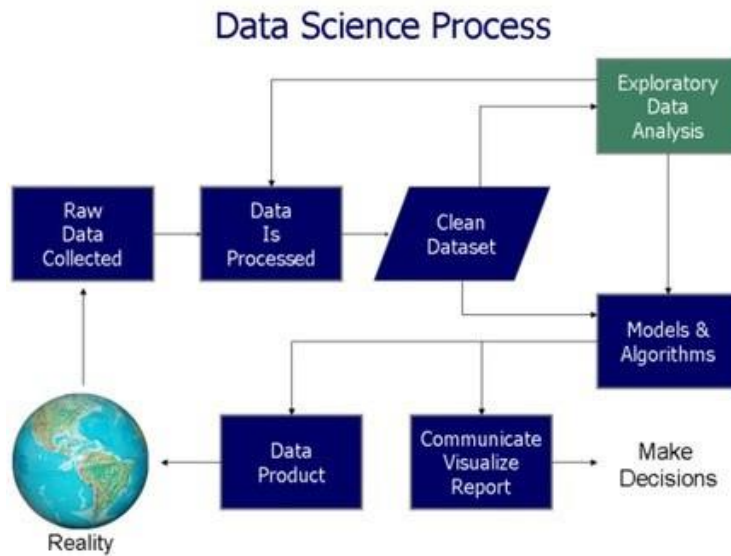 Data Science Process
Exploratory
Data
Analysis
Raw
Data
Collected
Data
Is
Processed
Clean
Dataset
Models &
Algorithms
Data
Product
Communicate
Visualize
Report
Make
Decisions
Reality